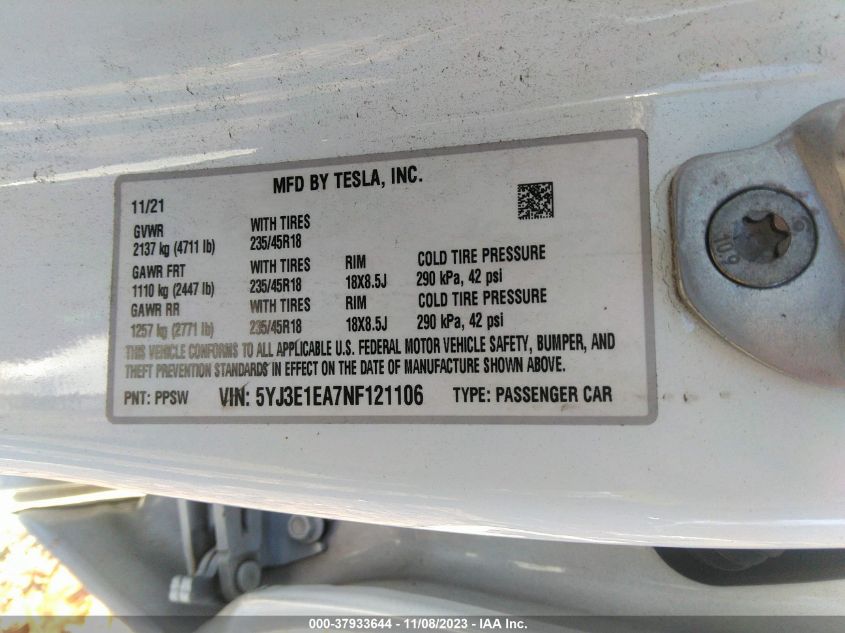 MFD BY TESLA, INC.
11/21
GVWR WITH TIRES
2137 kg (4711 lb) 235/45R18
GAWR FRT WITH TIRES RIM COLD TIRE PRESSURE
1110 kg (2447 lb) 235/45R18 18X8.5J 290 kPa, 42 psi
GAWR RR WITH TIRES RIM COLD TIRE PRESSURE
1257 kg (2771 lb) 235/45R18 18X8.5J 290 kPa, 42 psi
THIS VEHICLE CONFORMS TO ALL APPLICABLE U.S. FEDERAL MOTOR VEHICLE SAFETY, BUMPER, AND
THEFT PREVENTION STANDARDS IN EFFECT ON THE DATE OF MANUFACTURE SHOWN ABOVE.
PNT: PPSW VIN: 5YJ3E1EA7NF121106 TYPE: PASSENGER CAR
10.9
000-37933644 - 11/08/2023 - IAA Inc.